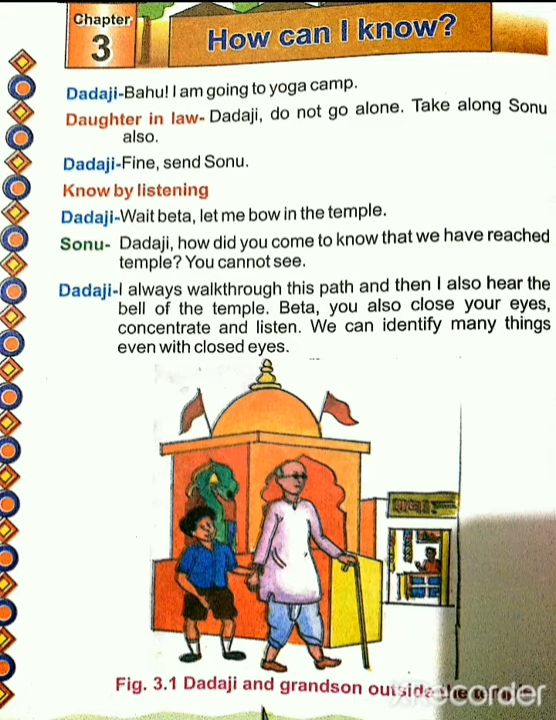 Chapter
3
How can I know?
Dadaji-Bahu! I am going to yoga camp.
Daughter in law- Dadaji, do not go alone. Take along Sonu
also.
Dadaji-Fine, send Sonu.
Know by listening
Dadaji-Wait beta, let me bow in the temple.
Sonu- Dadaji, how did you come to know that we have reached
temple? You cannot see.
Dadaji-I always walkthrough this path and then I also hear the
bell of the temple. Beta, you also close your eyes,
concentrate and listen. We can identify many things
even with closed eyes.
Fig. 3.1 Dadaji and grandson outside the
XRecorder